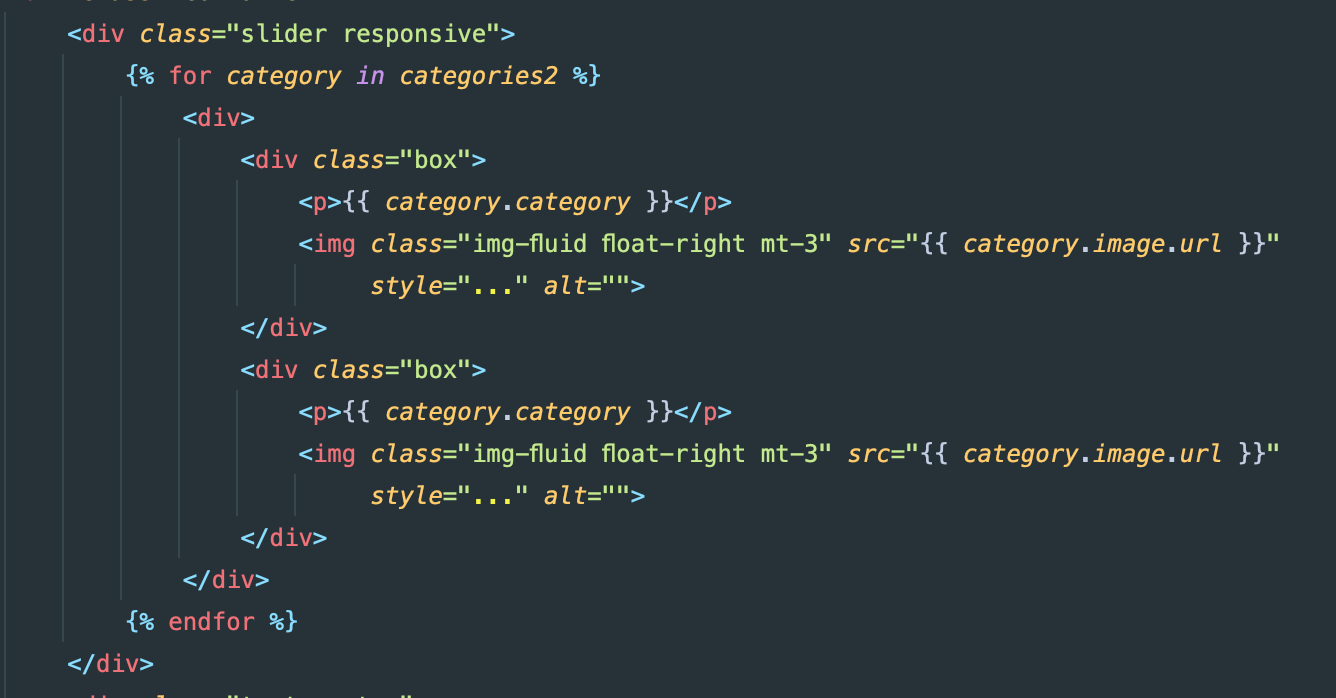 <div class="slider responsive">
{% for category in categories2 %}
<div>
<div class="box">
<p>{{ category.category }}</p>
<img class="img-fluid float-right mt-3" src="{{ category.image.url }}"
style="..." alt="">
</div>
<div class="box">
<p>{{ category.category }}</p>
<img class="img-fluid float-right mt-3" src="{{ category.image.url }}"
style="..." alt="">
</div>
</div>
{% endfor %}
</div>